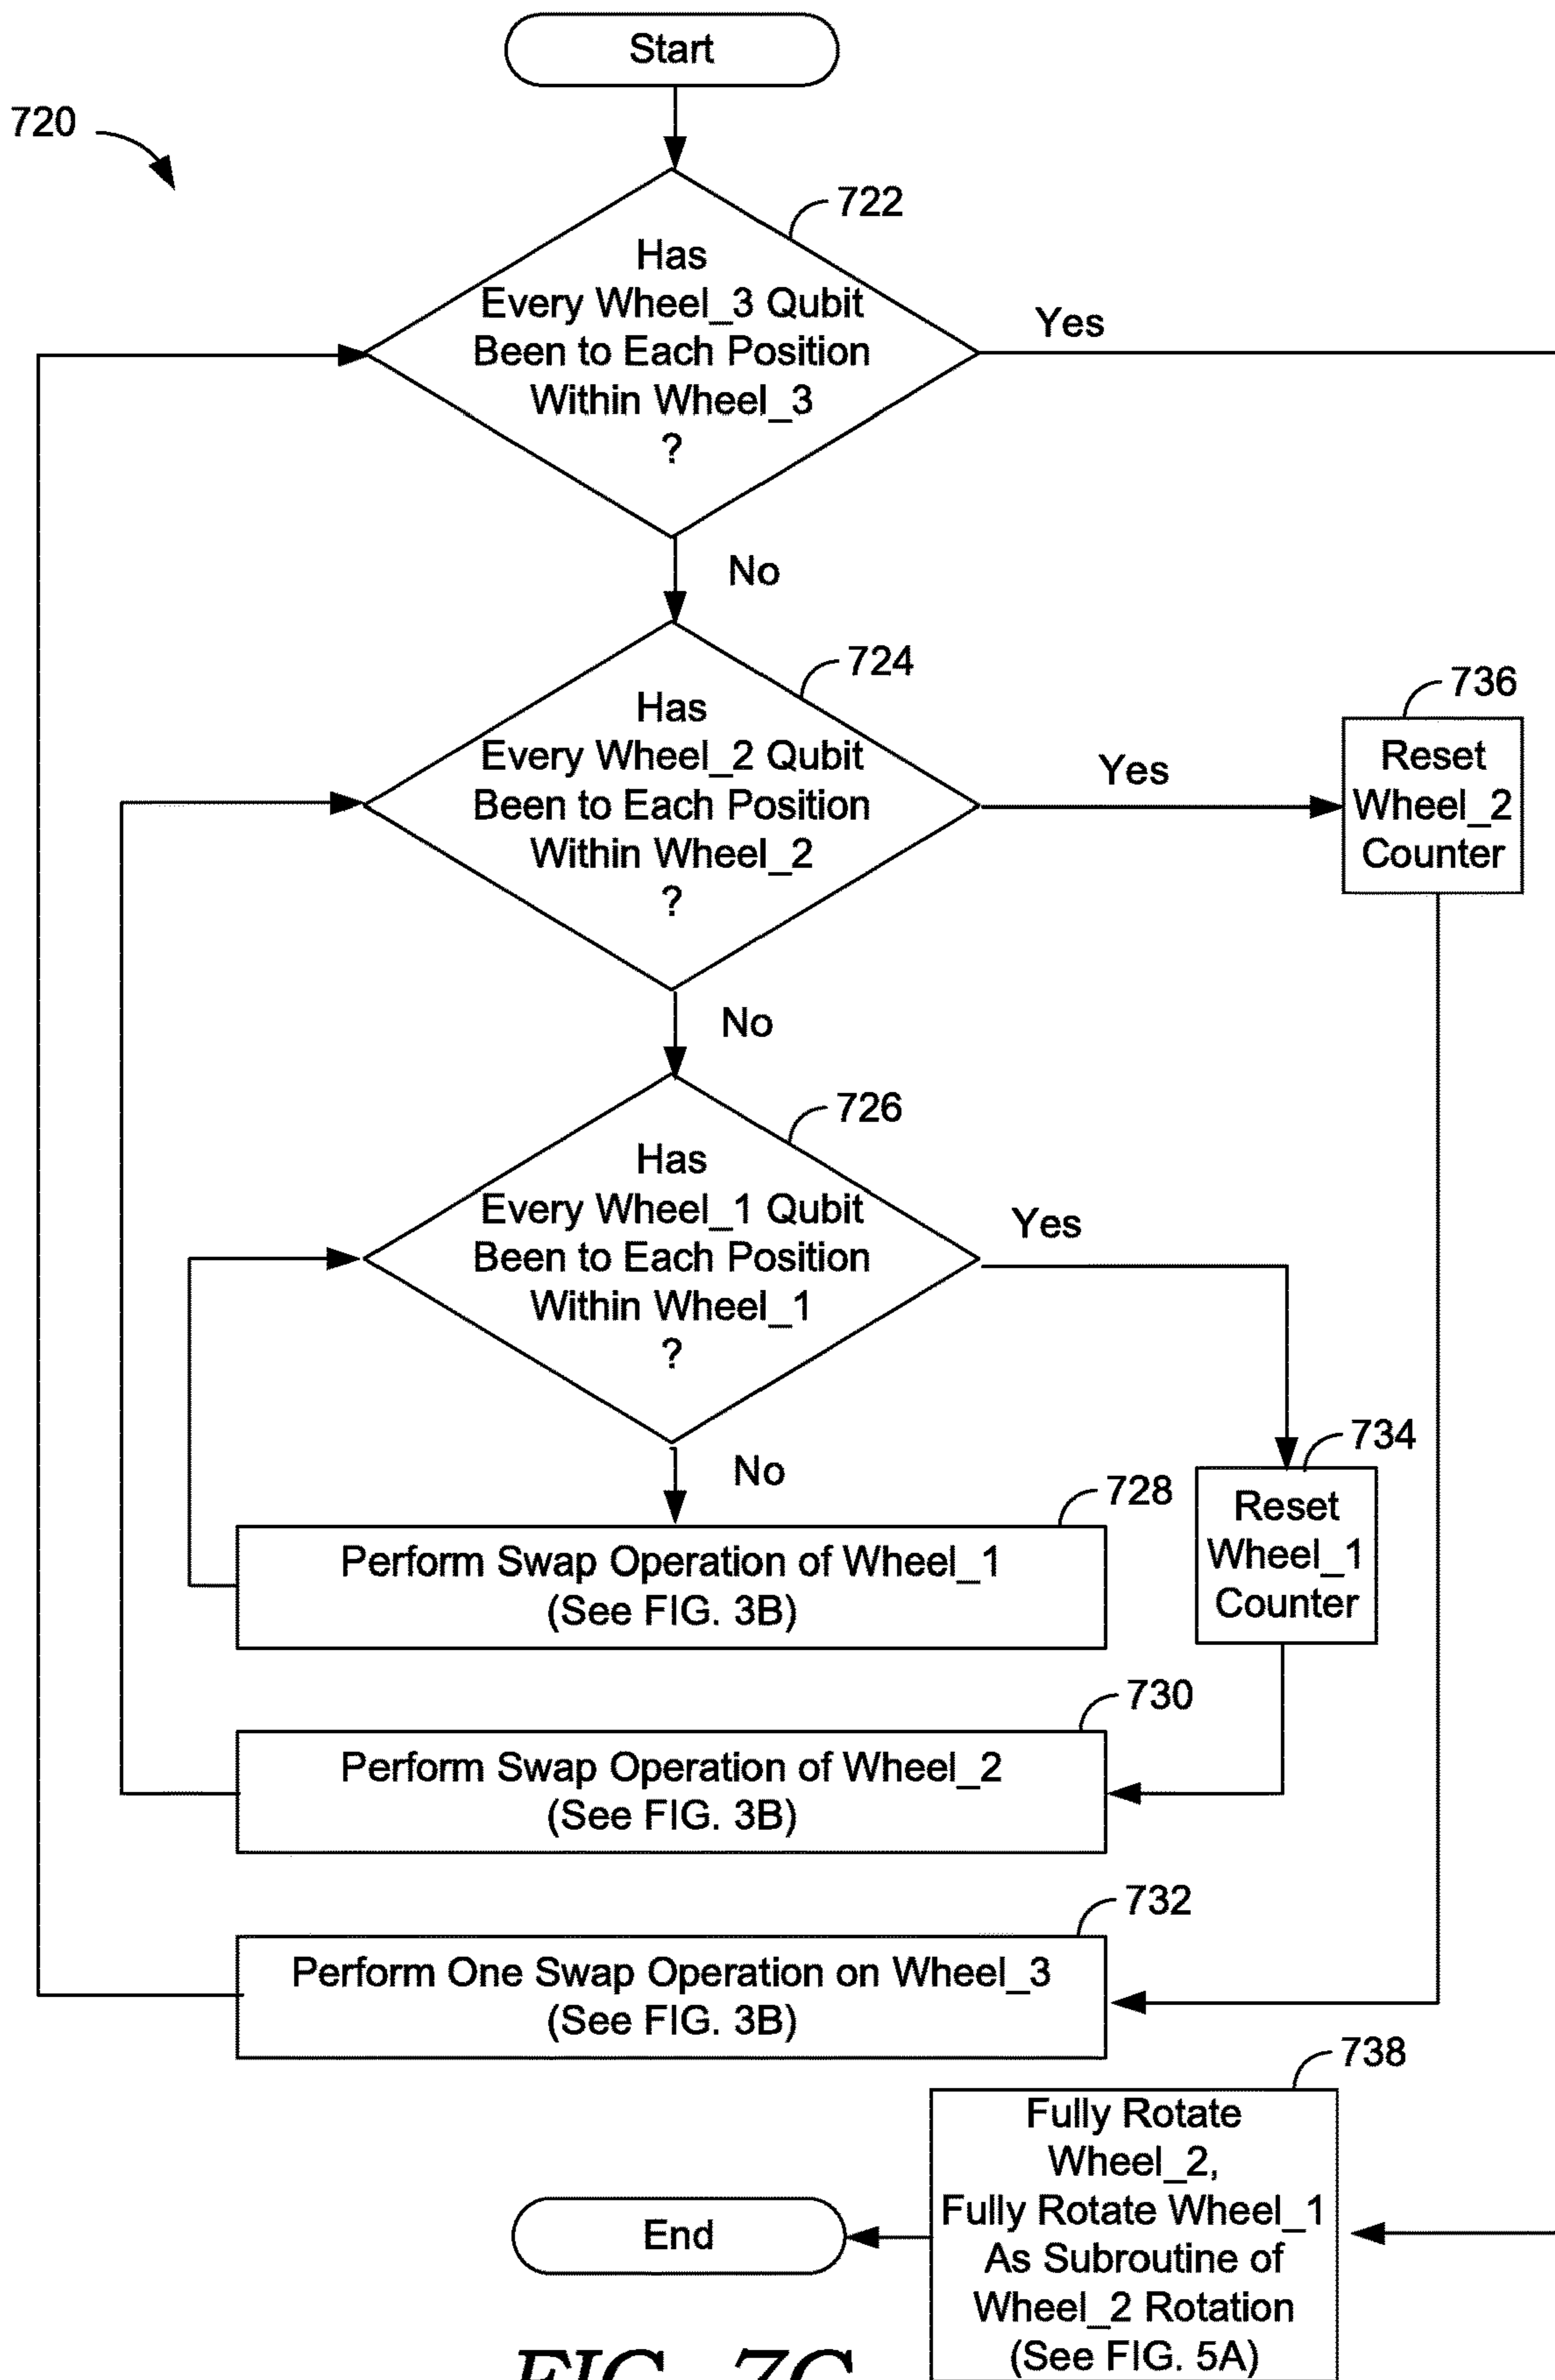 Start
720
722
Has
Every Wheel_3 Qubit
Been to Each Position
Within Wheel_3
?
Yes
No
724
Has
Every Wheel_2 Qubit
Been to Each Position
Within Wheel_2
?
Yes
736
Reset
Wheel_2
Counter
No
726
Has
Every Wheel_1 Qubit
Been to Each Position
Within Wheel_1
?
Yes
No
734
Reset
Wheel_1
Counter
728
Perform Swap Operation of Wheel_1
(See FIG. 3B)
730
Perform Swap Operation of Wheel_2
(See FIG. 3B)
732
Perform One Swap Operation on Wheel_3
(See FIG. 3B)
738
Fully Rotate
Wheel_2,
Fully Rotate Wheel_1
As Subroutine of
Wheel_2 Rotation
(See FIG. 5A)
End
FIG. 7C